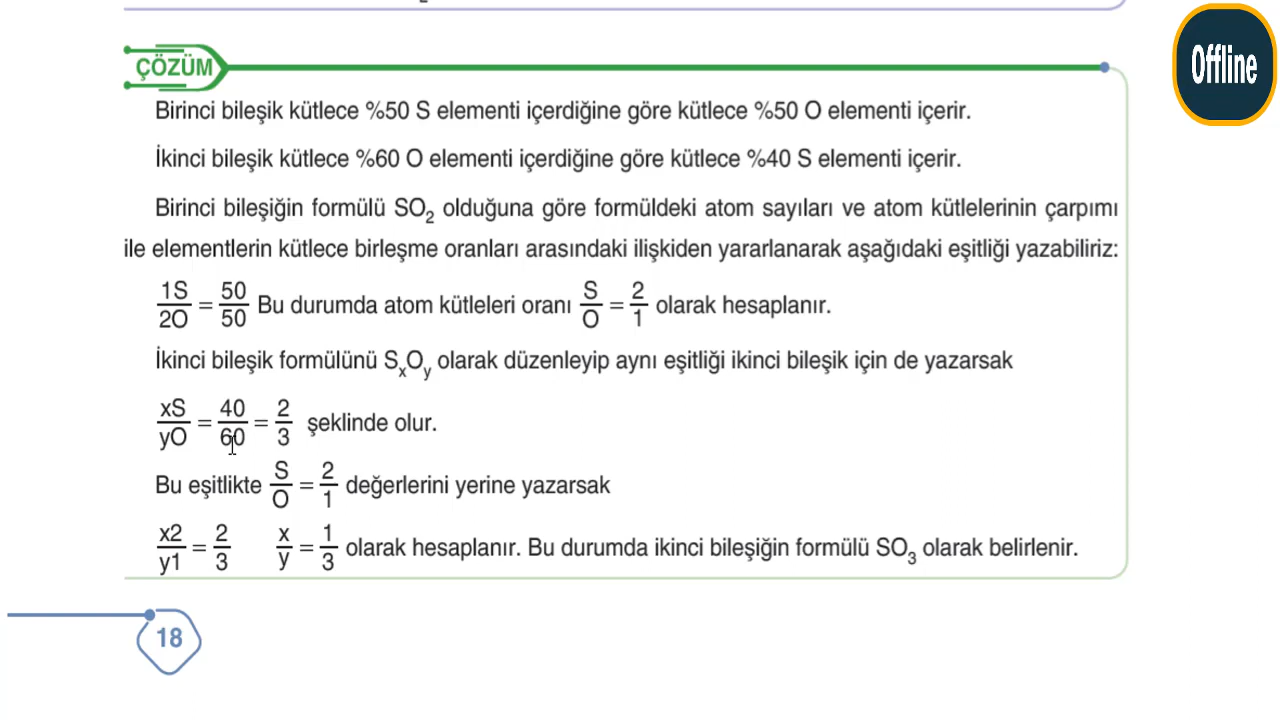 2
Offline
ÇÖZÜM
Birinci bileşik kütlece %50 S elementi içerdiğine göre kütlece %50 O elementi içerir.
İkinci bileşik kütlece %60 O elementi içerdiğine göre kütlece %40 S elementi içerir.
Birinci bileşiğin formülü SO₂ olduğuna göre formüldeki atom sayıları ve atom kütlelerinin çarpımı
ile elementlerin kütlece birleşme oranları arasındaki ilişkiden yararlanarak aşağıdaki eşitliği yazabiliriz:
1S/2O = 50/50 Bu durumda atom kütleleri oranı S/O = 2/1 olarak hesaplanır.
İkinci bileşik formülünü SₓOᵧ olarak düzenleyip aynı eşitliği ikinci bileşik için de yazarsak
xS/yO = 40/60 = 2/3 şeklinde olur.
Bu eşitlikte S/O = 2/1 değerlerini yerine yazarsak
x2/y1 = 2/3 x/y = 1/3 olarak hesaplanır. Bu durumda ikinci bileşiğin formülü SO₃ olarak belirlenir.
18